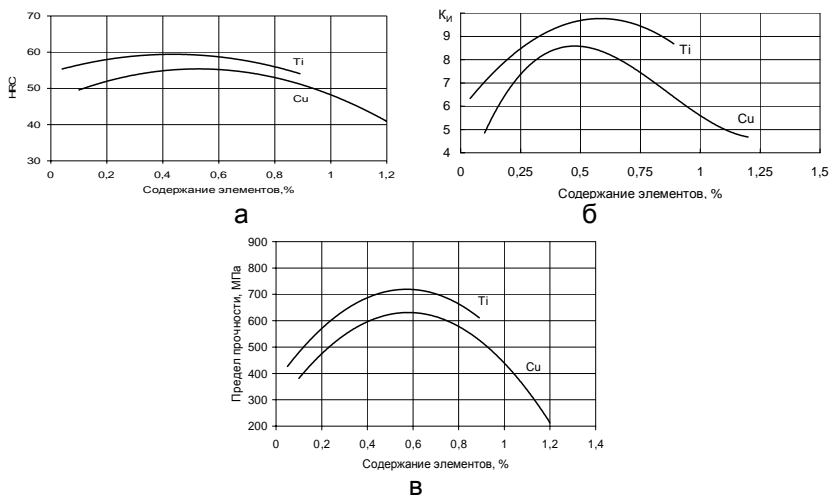 70
60
50
40
30
HRC
Ti
Cu
0 0,2 0,4 0,6 0,8 1 1,2
Содержание элементов,%
а
Kи
9
8
7
6
5
4
Ti
Cu
0 0,25 0,5 0,75 1 1,25 1,5
Содержание элементов, %
б
900
800
700
600
500
400
300
200
Предел прочности, МПа
Ti
Cu
0 0,2 0,4 0,6 0,8 1 1,2 1,4
Содержание элементов, %
в